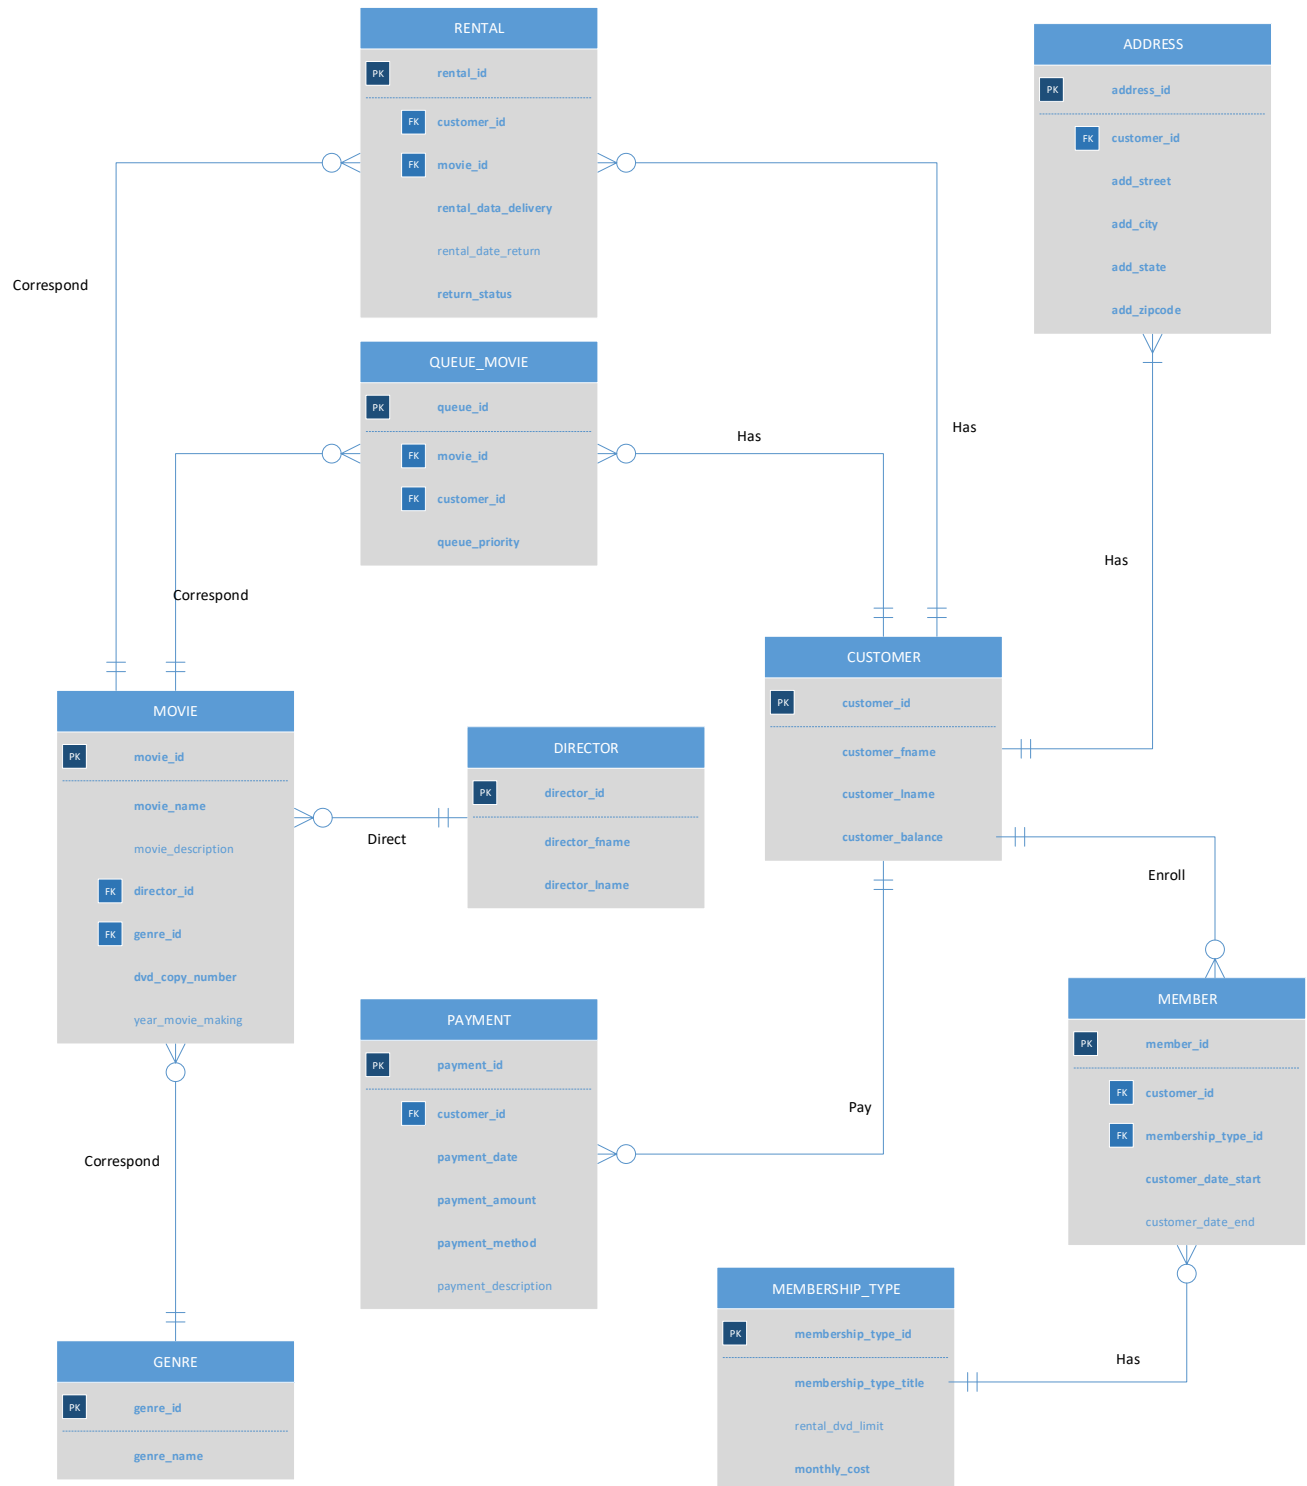 RENTAL
PK rental_id
FK customer_id
FK movie_id
rental_data_delivery
rental_date_return
return_status
ADDRESS
PK address_id
FK customer_id
add_street
add_city
add_state
add_zipcode
Correspond
QUEUE_MOVIE
PK queue_id
FK movie_id
FK customer_id
queue_priority
Has
Has
Has
Correspond
CUSTOMER
PK customer_id
customer_fname
customer_lname
customer_balance
MOVIE
PK movie_id
movie_name
movie_description
FK director_id
FK genre_id
dvd_copy_number
year_movie_making
DIRECTOR
PK director_id
director_fname
director_lname
Direct
Enroll
MEMBER
PK member_id
FK customer_id
FK membership_type_id
customer_date_start
customer_date_end
PAYMENT
PK payment_id
FK customer_id
payment_date
payment_amount
payment_method
payment_description
Pay
Correspond
MEMBERSHIP_TYPE
PK membership_type_id
membership_type_title
rental_dvd_limit
monthly_cost
Has
GENRE
PK genre_id
genre_name